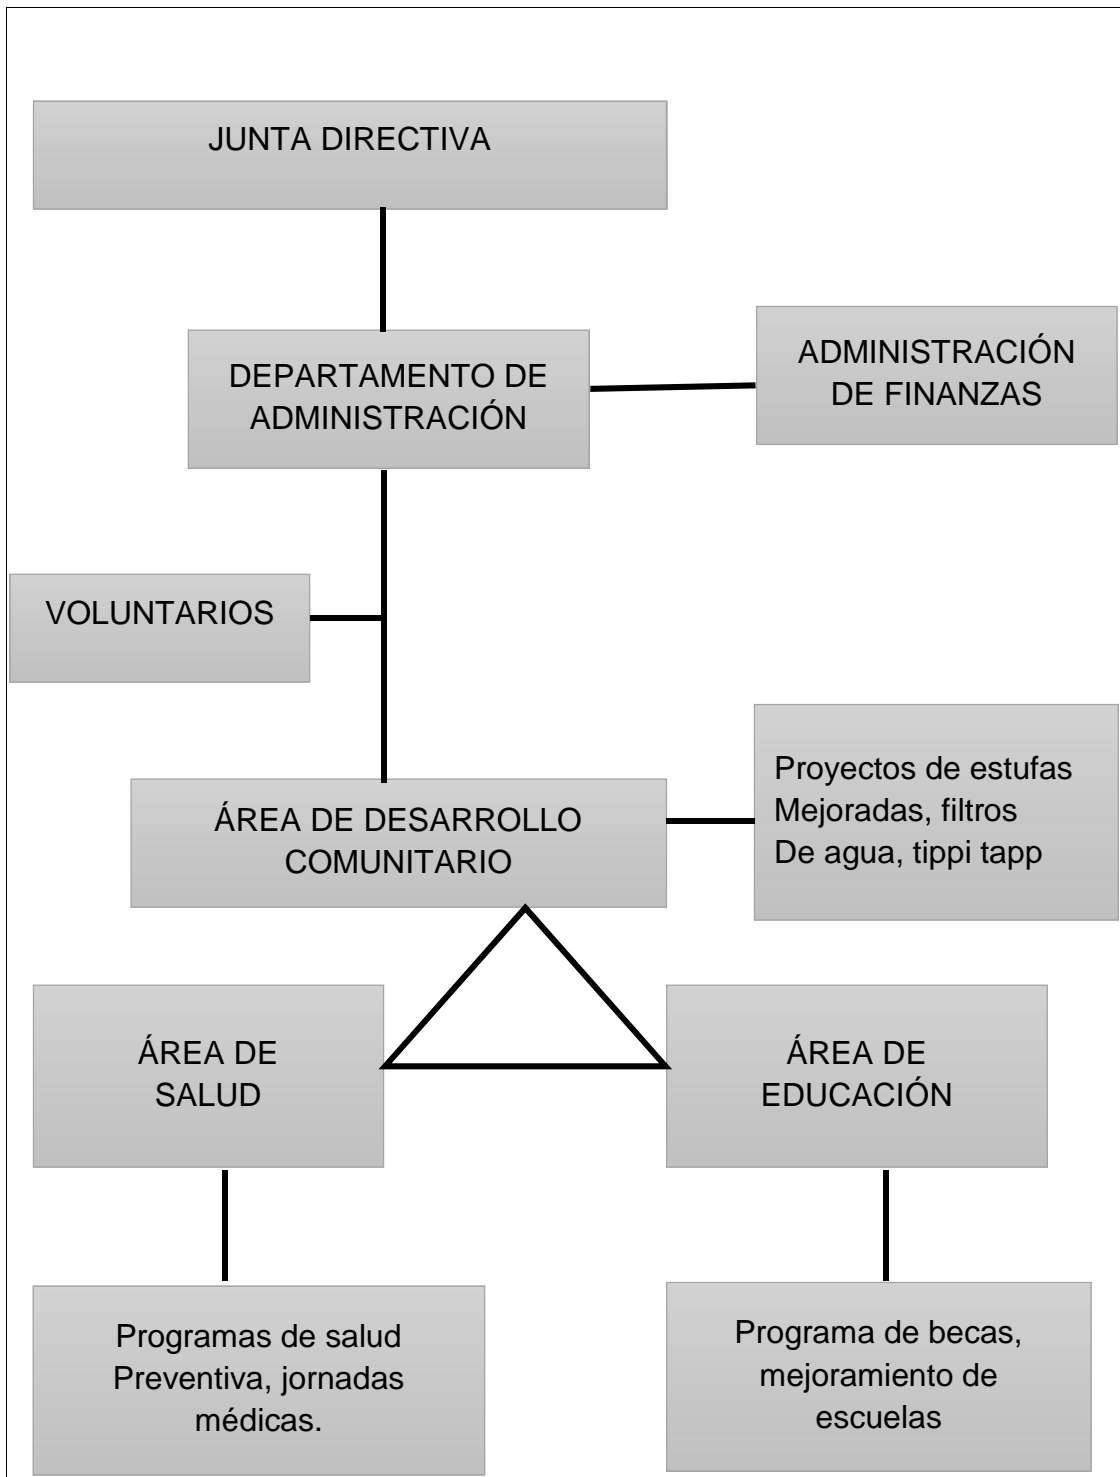 JUNTA DIRECTIVA
DEPARTAMENTO DE
ADMINISTRACIÓN
ADMINISTRACIÓN
DE FINANZAS
VOLUNTARIOS
ÁREA DE DESARROLLO
COMUNITARIO
Proyectos de estufas
Mejoradas, filtros
De agua, tippi tapp
ÁREA DE
SALUD
ÁREA DE
EDUCACIÓN
Programas de salud
Preventiva, jornadas
médicas.
Programa de becas,
mejoramiento de
escuelas